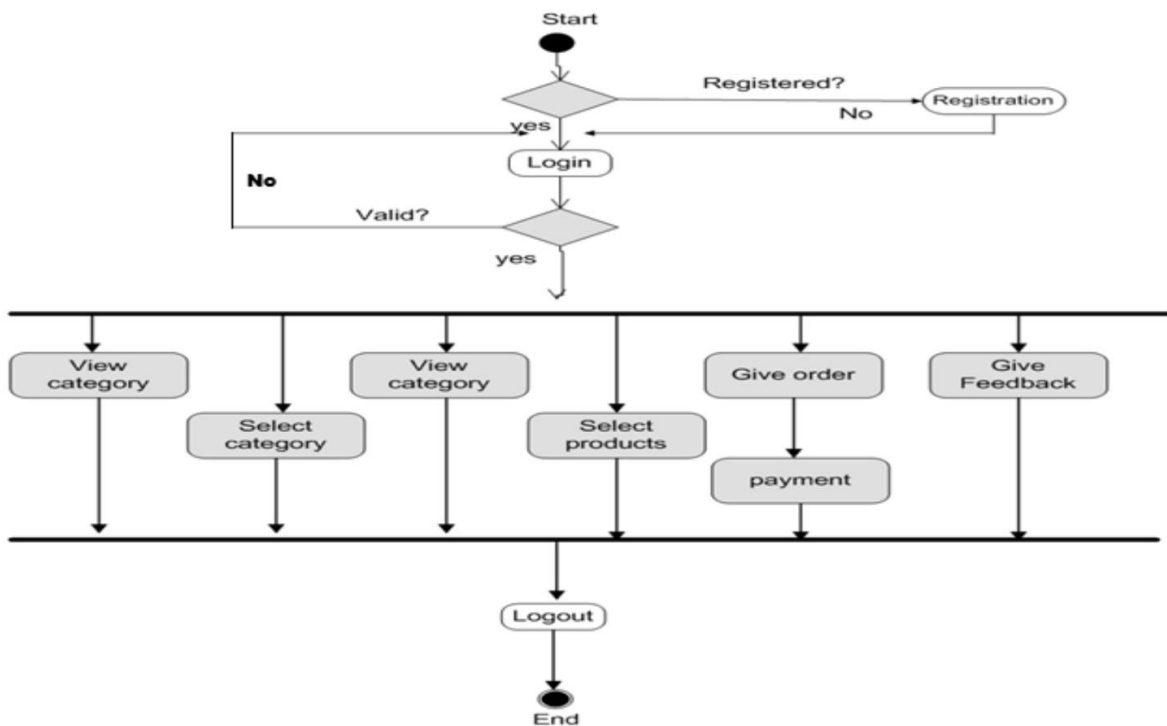 Start
Registered?
Registration
No
yes
Login
No
Valid?
yes
View
category
View
category
Give order
Give
Feedback
Select
category
Select
products
payment
Logout
End